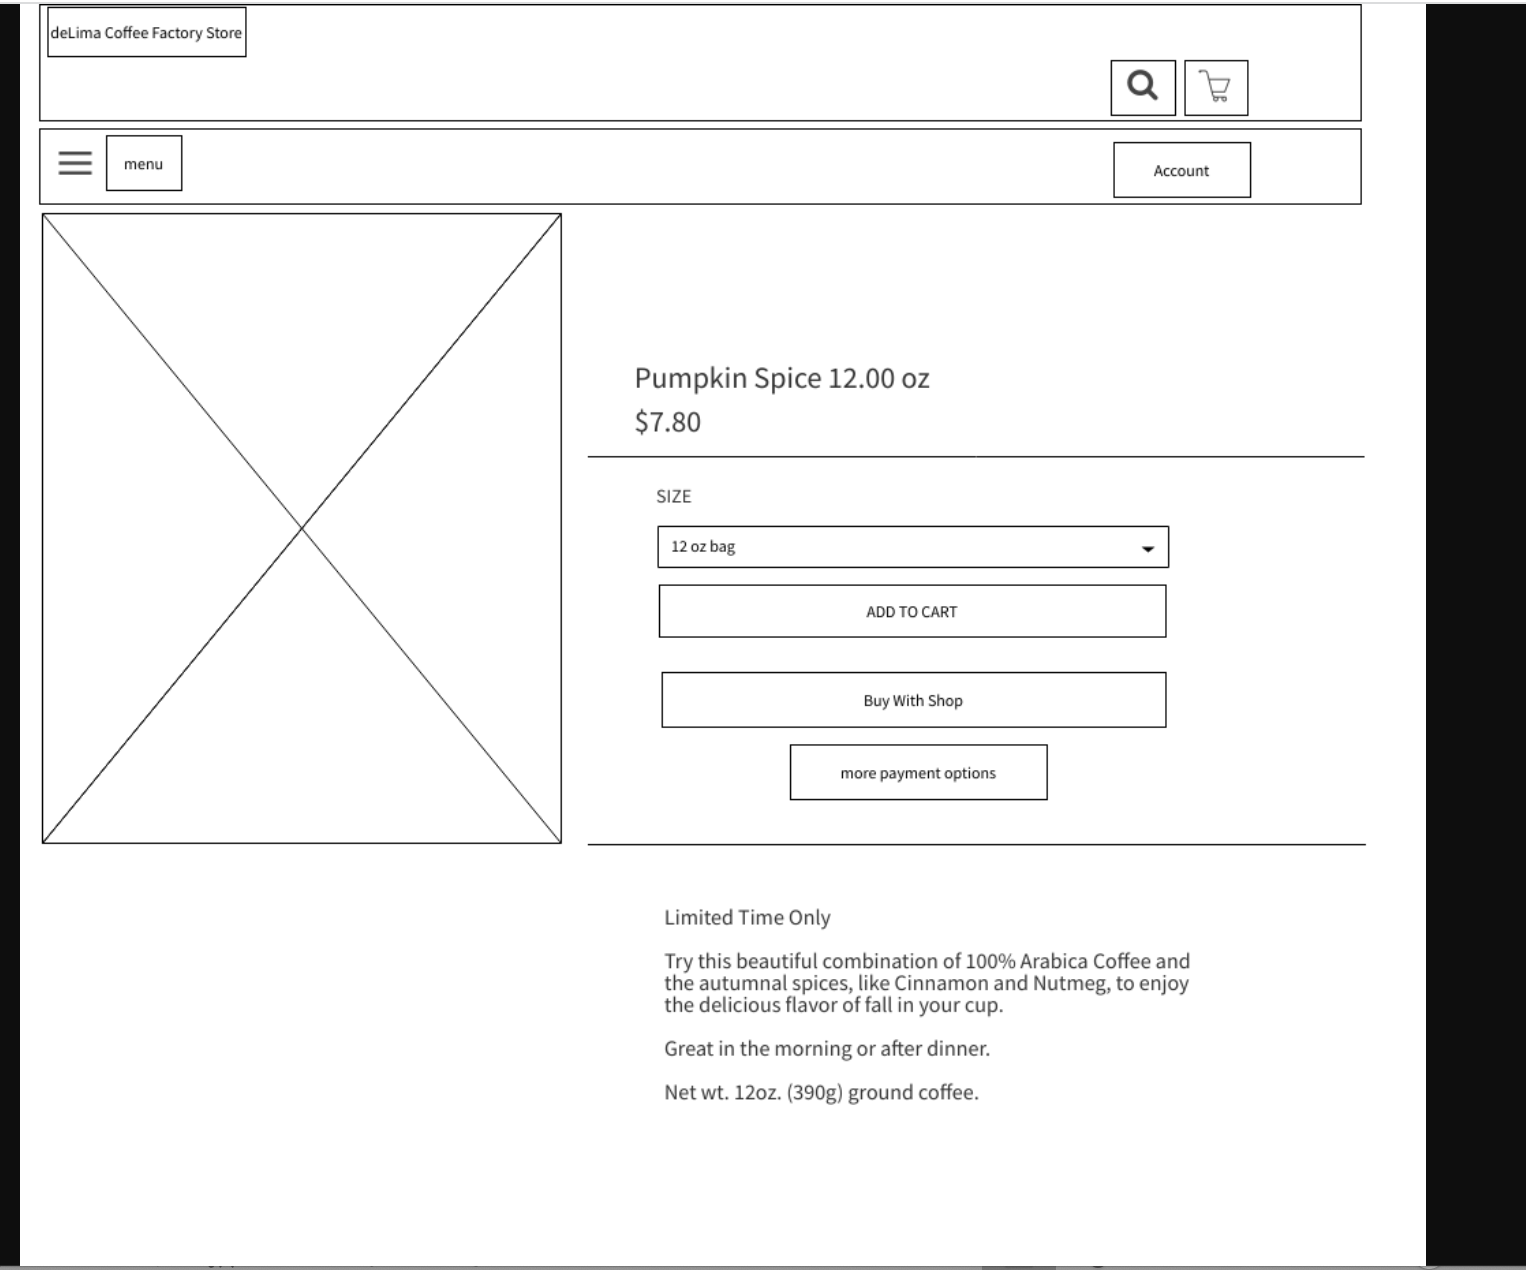 deLima Coffee Factory Store
menu
Account
Pumpkin Spice 12.00 oz
$7.80
SIZE
12 oz bag
ADD TO CART
Buy With Shop
more payment options
Limited Time Only
Try this beautiful combination of 100% Arabica Coffee and
the autumnal spices, like Cinnamon and Nutmeg, to enjoy
the delicious flavor of fall in your cup.
Great in the morning or after dinner.
Net wt. 12oz. (390g) ground coffee.